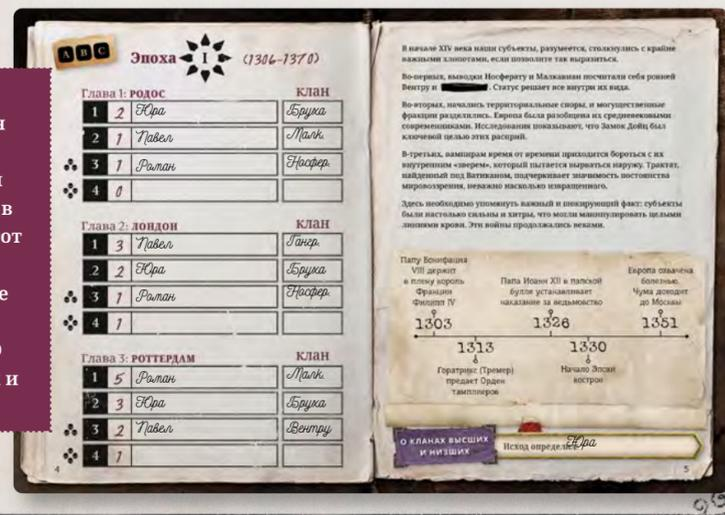 н
и
в
от
е
о
и
ABC
Эпоха I (1306-1370)
Глава 1: РОДОС КЛАН
1 2 Юра Бруха
2 1 Павел Малк.
3 1 Роман Носфер.
4 0
Глава 2: ЛОНДОН КЛАН
1 3 Павел Гангр.
2 2 Юра Бруха
3 1 Роман Носфер.
4 1
Глава 3: РОТТЕРДАМ КЛАН
1 5 Роман Малк.
2 3 Юра Бруха
3 2 Павел Вентру
4 1
4
В начале XIV века наши субъекты, разумеется, столкнулись с крайне
важными хлопотами, если позволите так выразиться.
Во-первых, выводки Носферату и Малкавиан посчитали себя ровней
Вентру и . Статус решает все внутри их вида.
Во-вторых, начались территориальные споры, и могущественные
фракции разделились. Европа была разобщена их средневековыми
современниками. Исследования показывают, что Замок Дойц был
ключевой целью этих распрей.
В-третьих, вампирам время от времени приходится бороться с их
внутренним «зверем», который пытается вырваться наружу. Трактат,
найденный под Ватиканом, подчеркивает значимость постоянства
мировоззрения, неважно насколько извращенного.
Здесь необходимо упомянуть важный и шокирующий факт: субъекты
были настолько сильны и хитры, что могли манипулировать целыми
линиями крови. Эти войны продолжались веками.
Папу Бонифация
VIII держит
в плену король
Франции
Филипп IV
Папа Иоанн XII в папской
булле устанавливает
наказание за ведьмовство
Европа охвачена
болезнью.
Чума доходит
до Москвы
1303 1326 1351
1313 1330
Горатрикс (Тремер)
предает Орден
тамплиеров
Начало Эпохи
костров
О КЛАНАХ ВЫСШИХ
И НИЗШИХ
Исход определил: Юра
5